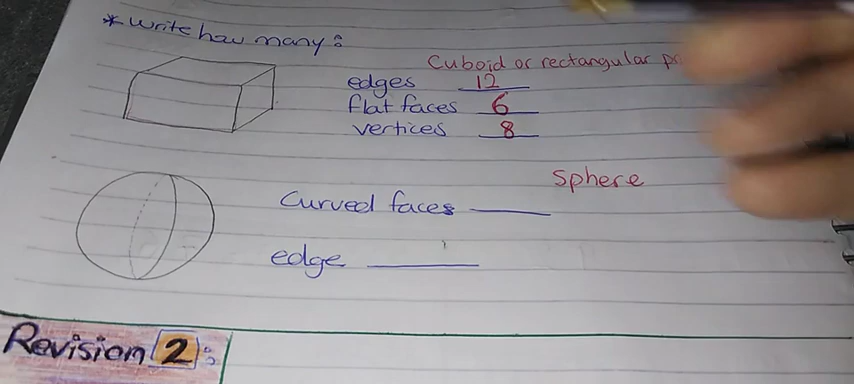 * Write how many :
Cuboid or rectangular
edges 12
flat faces 6
vertices 8
Sphere
Curved faces
edge
Revision 2 :